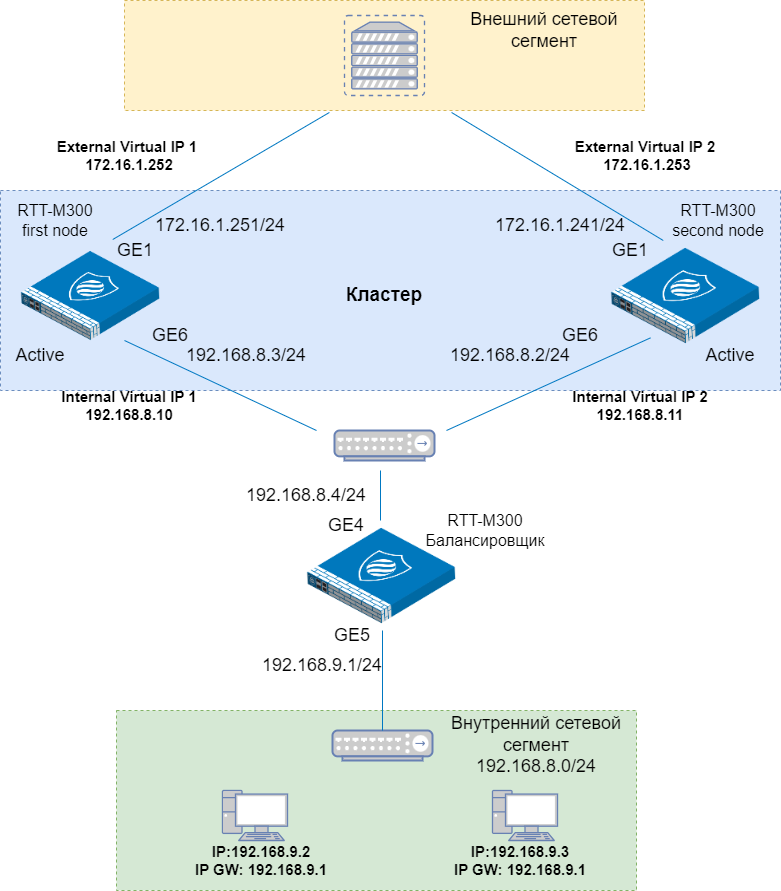 Внешний сетевой
сегмент
External Virtual IP 1
172.16.1.252
External Virtual IP 2
172.16.1.253
RTT-M300
first node
172.16.1.251/24
GE1
172.16.1.241/24
GE1
RTT-M300
second node
Кластер
Active
GE6
192.168.8.3/24
GE6
192.168.8.2/24
Active
Internal Virtual IP 1
192.168.8.10
Internal Virtual IP 2
192.168.8.11
192.168.8.4/24
GE4
RTT-M300
Балансировщик
GE5
192.168.9.1/24
Внутренний сетевой
сегмент
192.168.8.0/24
IP:192.168.9.2
IP GW: 192.168.9.1
IP:192.168.9.3
IP GW: 192.168.9.1